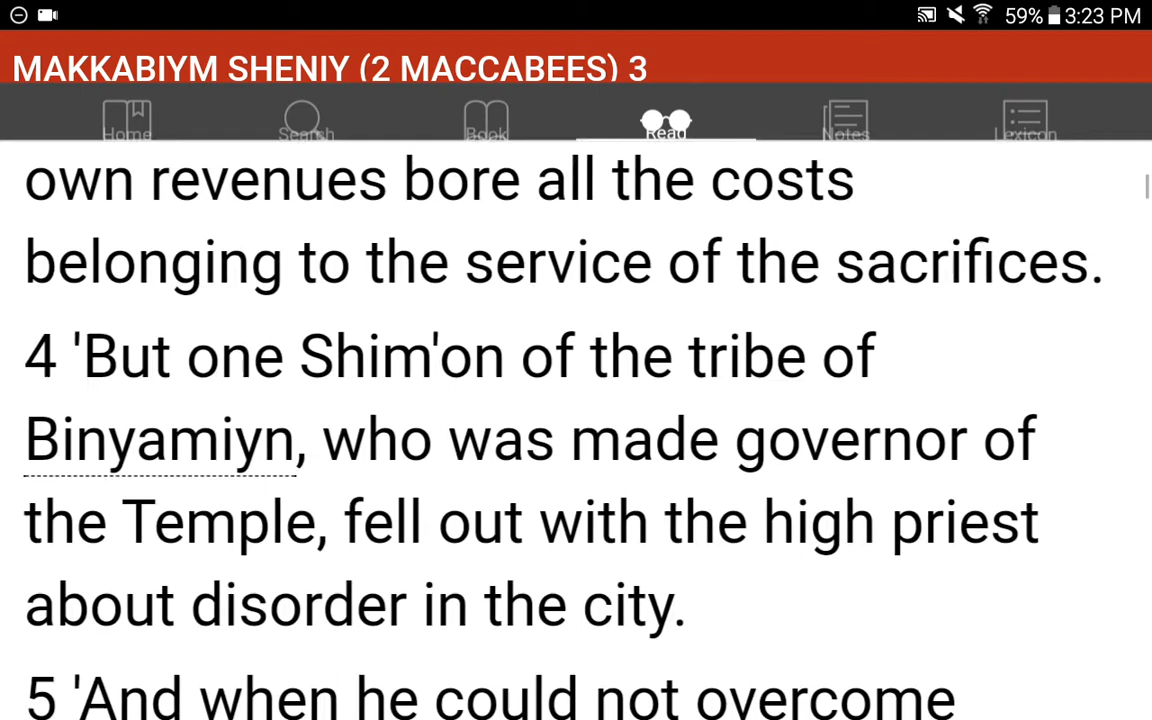 59% 3:23 PM
MAKKABIYM SHENIY (2 MACCABEES) 3
Home Search Book Read Notes Lexicon
own revenues bore all the costs
belonging to the service of the sacrifices.
4 'But one Shim'on of the tribe of
Binyamiyn, who was made governor of
the Temple, fell out with the high priest
about disorder in the city.
5 'And when he could not overcome